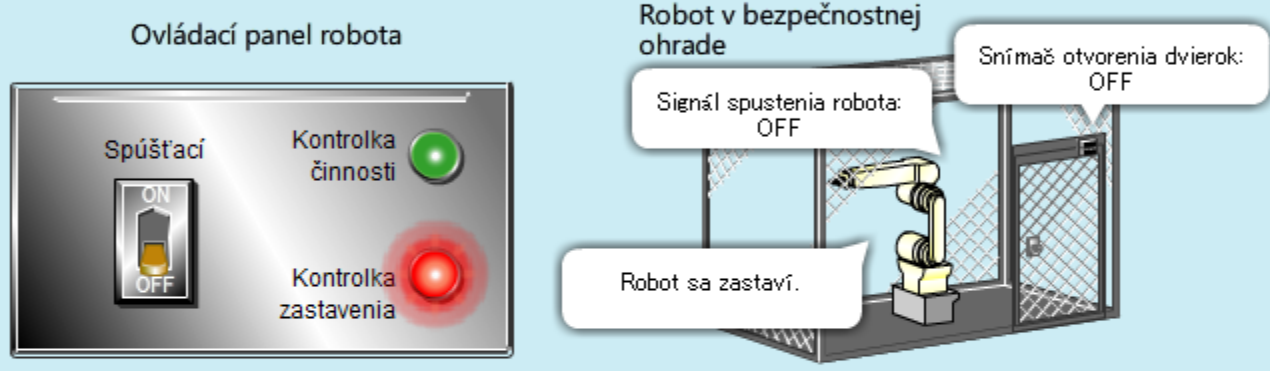 Ovládací panel robota
Spúšťací
ON
OFF
Kontrolka
činnosti
Kontrolka
zastavenia
Robot v bezpečnostnej
ohrade
Snímač otvorenia dvierok:
OFF
Signál spustenia robota:
OFF
Robot sa zastaví.